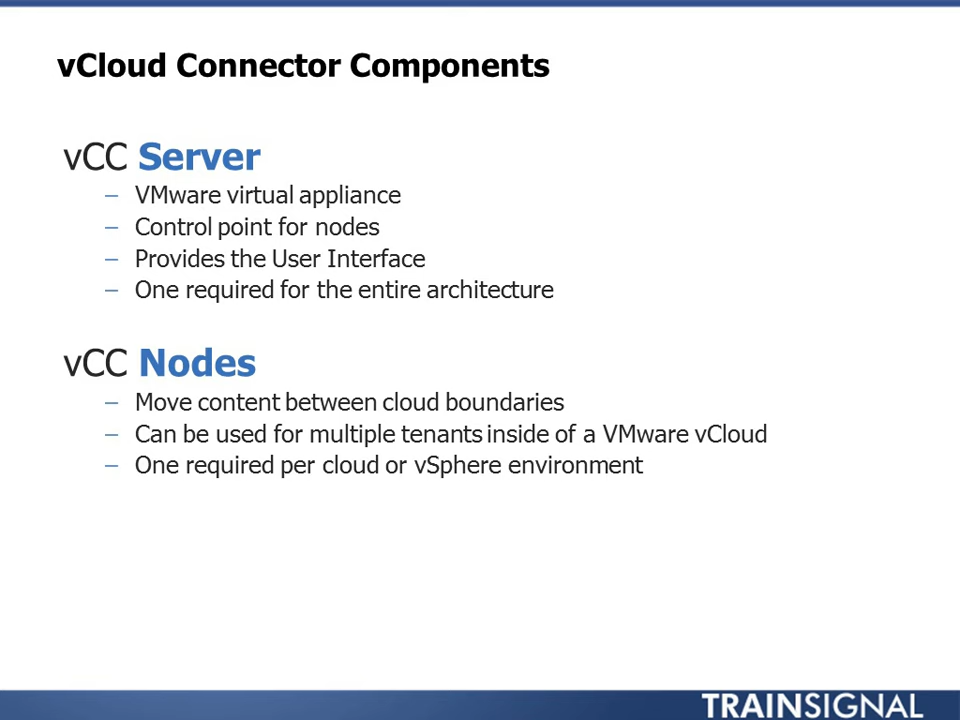 vCloud Connector Components
vCC Server
– VMware virtual appliance
– Control point for nodes
– Provides the User Interface
– One required for the entire architecture
vCC Nodes
– Move content between cloud boundaries
– Can be used for multiple tenants inside of a VMware vCloud
– One required per cloud or vSphere environment
TRAINSIGNAL